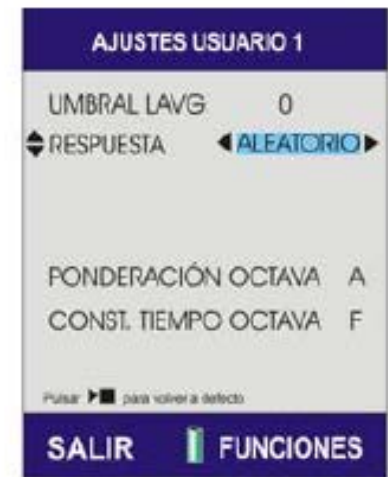 AJUSTES USUARIO 1
UMBRAL LAVG 0
RESPUESTA ALEATORIO
PONDERACIÓN OCTAVA A
CONST. TIEMPO OCTAVA F
Pulsar para volver a defecto
SALIR FUNCIONES